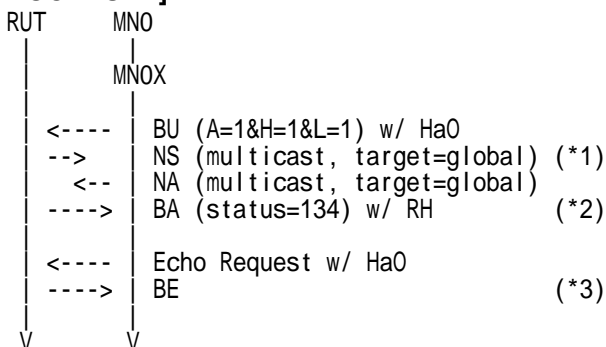 RUT MNO
MNOX
<---- BU (A=1&H=1&L=1) w/ HaO
--> NS (multicast, target=global) (*1)
<-- NA (multicast, target=global)
----> BA (status=134) w/ RH (*2)
<---- Echo Request w/ HaO
----> BE (*3)
V V